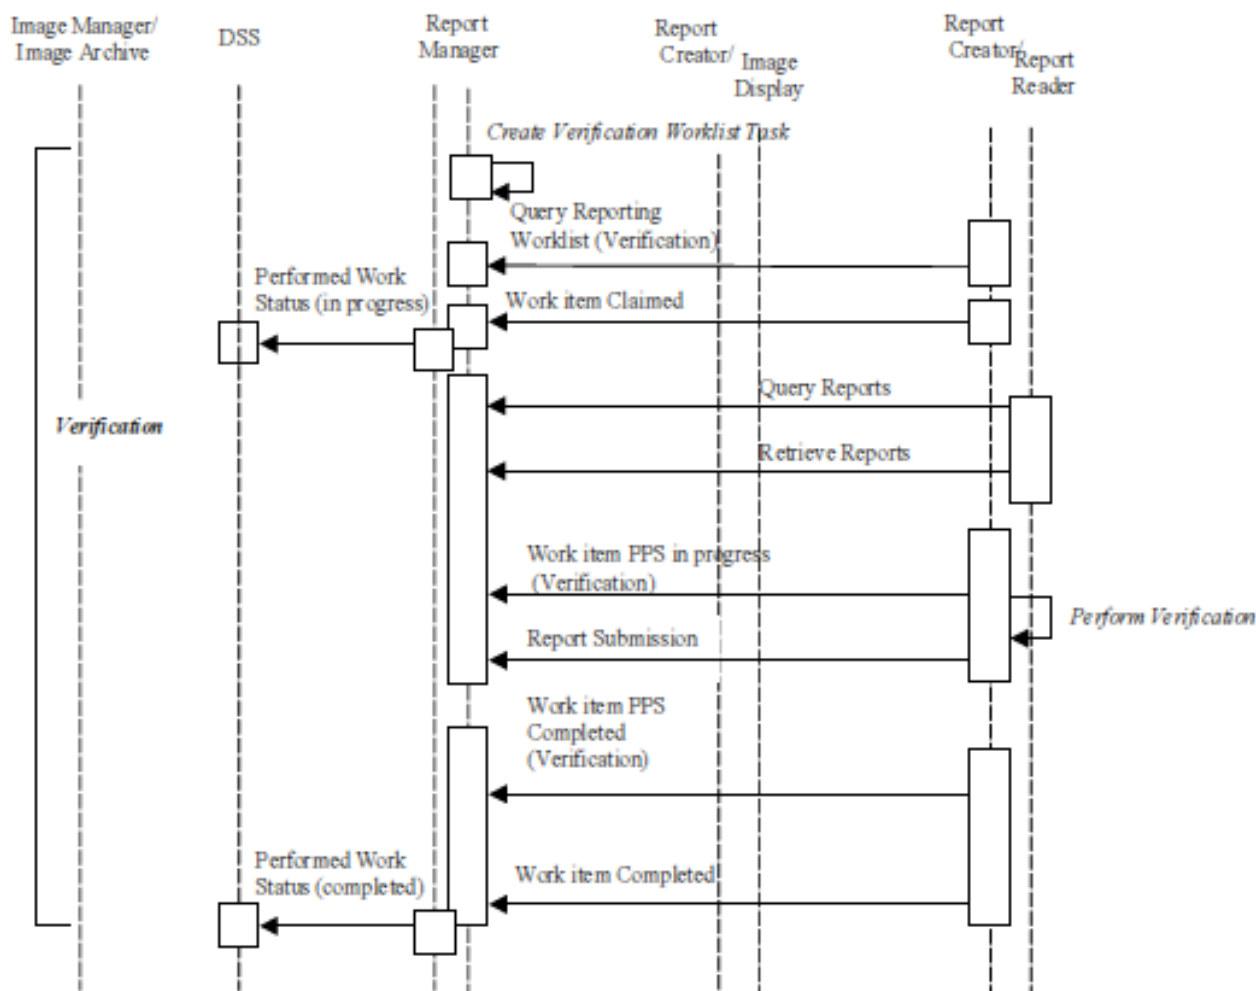 Image Manager/
Image Archive
DSS
Report
Manager
Report
Creator/
Image
Display
Report
Creator/
Report
Reader
Create Verification Worklist Task
Query Reporting
Worklist (Verification)
Performed Work
Status (in progress)
Work item Claimed
Query Reports
Verification
Retrieve Reports
Work item PPS in progress
(Verification)
Perform Verification
Report Submission
Work item PPS
Completed
(Verification)
Performed Work
Status (completed)
Work item Completed